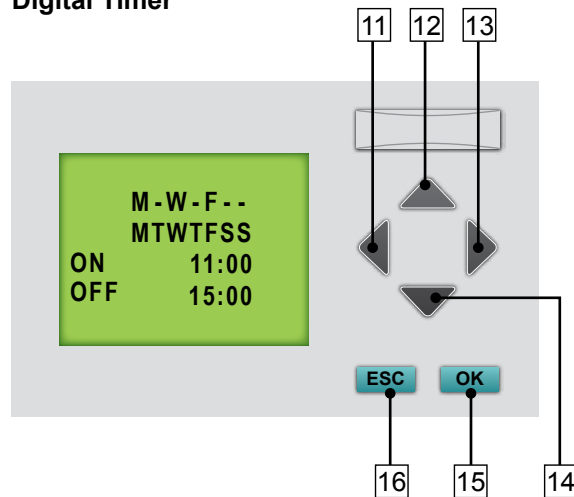 Digital Timer
11 12 13
M-W-F--
MTWTFSS
ON 11:00
OFF 15:00
ESC OK
16 15 14